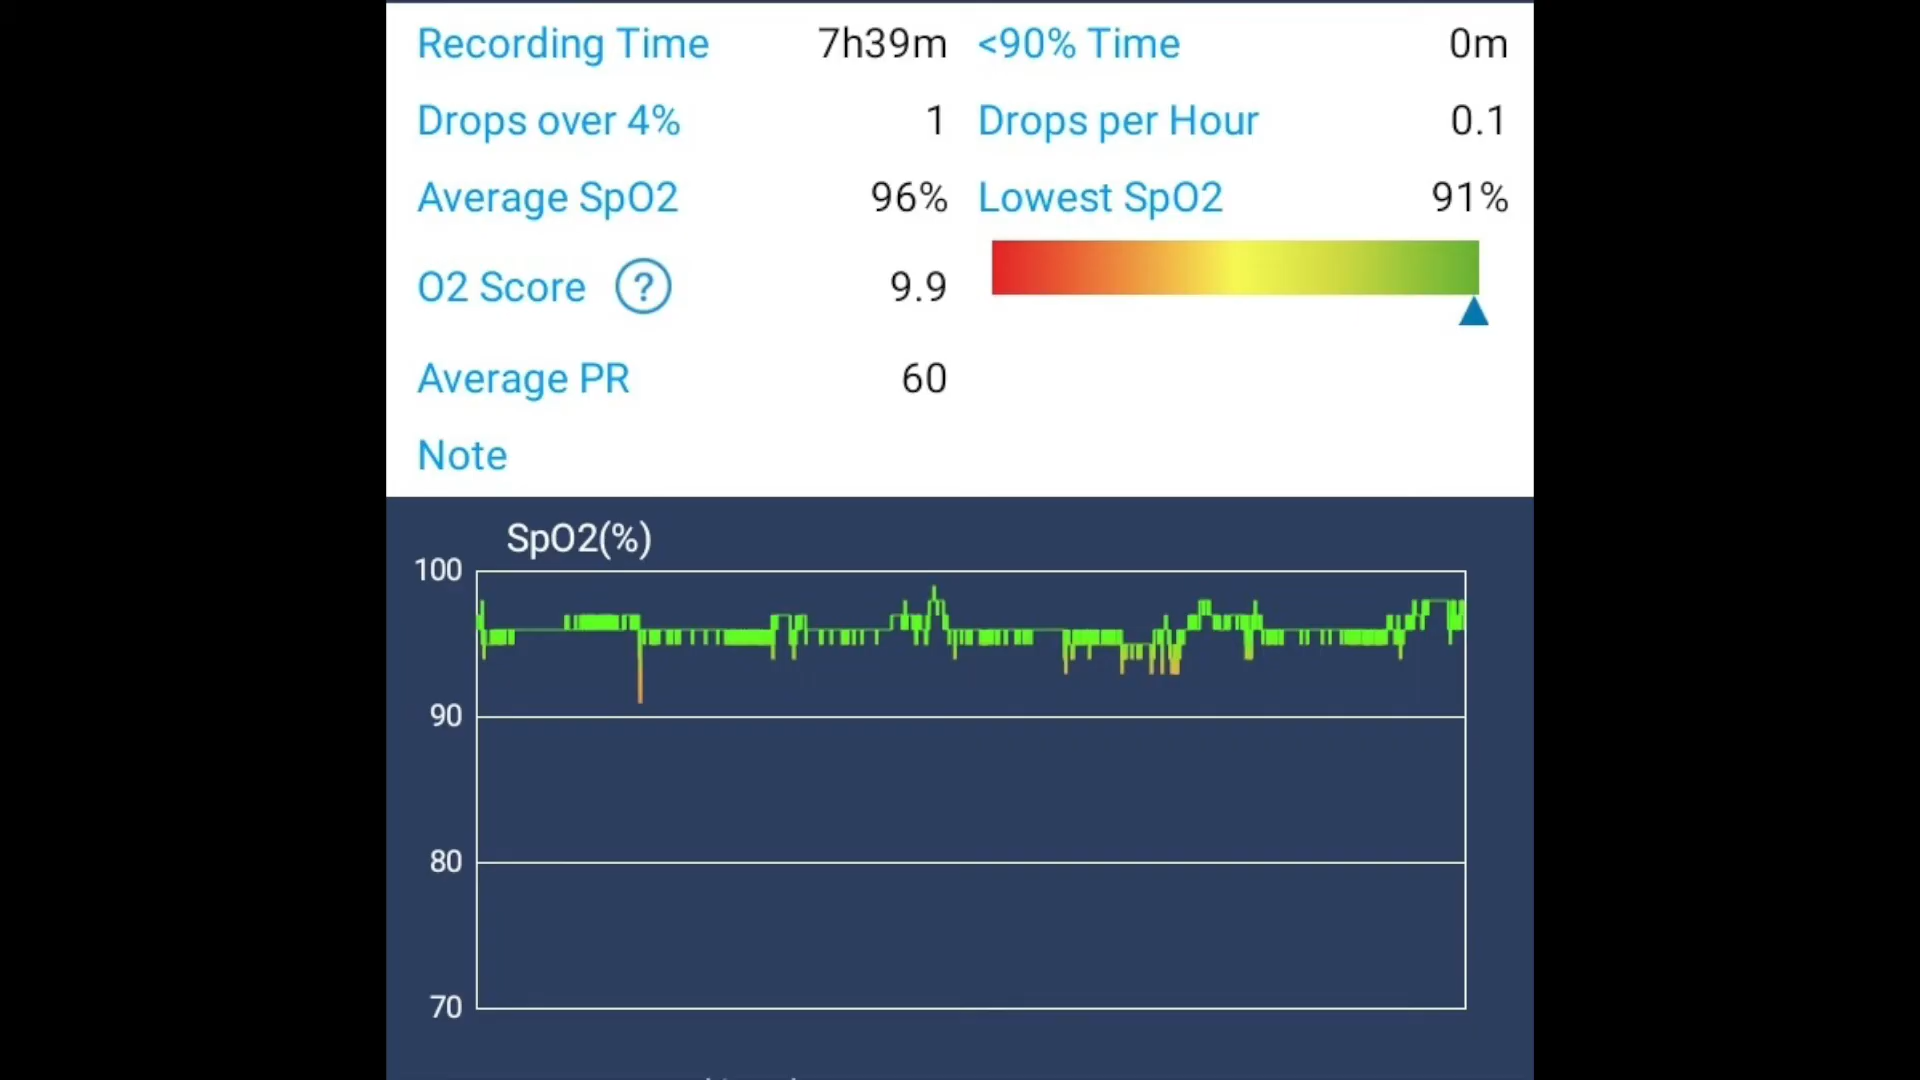 Recording Time 7h39m <90% Time 0m
Drops over 4% 1 Drops per Hour 0.1
Average SpO2 96% Lowest SpO2 91%
O2 Score ? 9.9
Average PR 60
Note
SpO2(%)
100
90
80
70